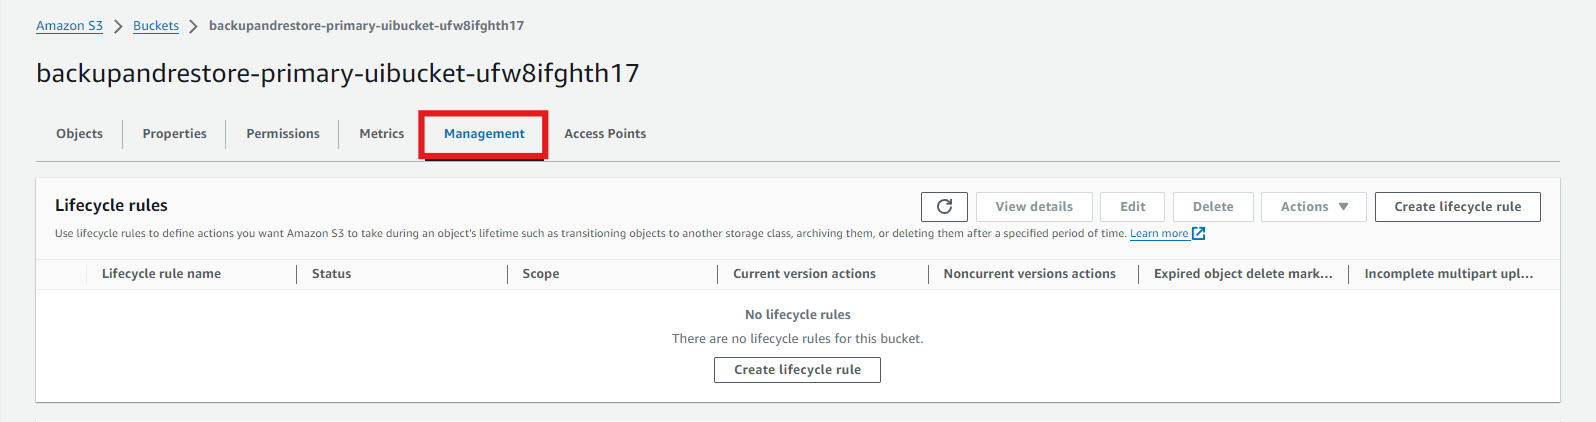 Amazon S3 > Buckets > backupandrestore-primary-uibucket-ufw8ifghth17
backupandrestore-primary-uibucket-ufw8ifghth17
Objects Properties Permissions Metrics Management Access Points
Lifecycle rules View details Edit Delete Actions Create lifecycle rule
Use lifecycle rules to define actions you want Amazon S3 to take during an object's lifetime such as transitioning objects to another storage class, archiving them, or deleting them after a specified period of time. Learn more
Lifecycle rule name Status Scope Current version actions Noncurrent versions actions Expired object delete mark... Incomplete multipart upl...
No lifecycle rules
There are no lifecycle rules for this bucket.
Create lifecycle rule